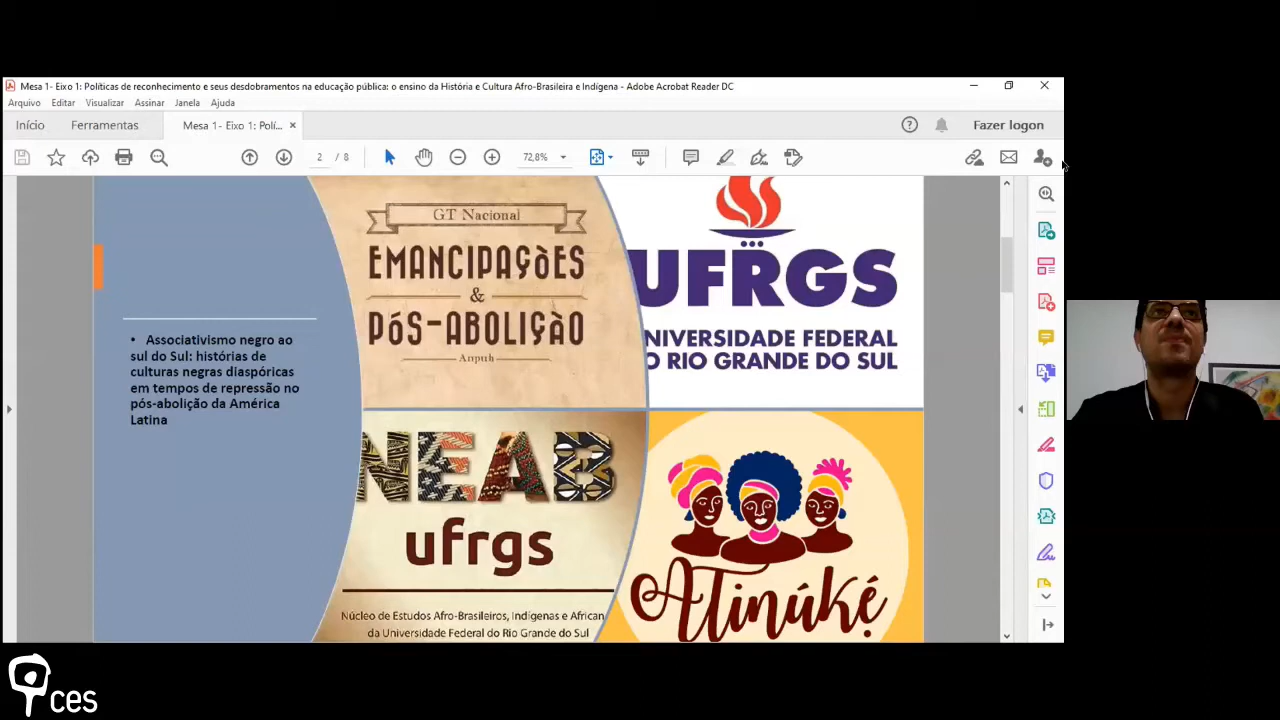 Mesa 1- Eixo 1: Políticas de reconhecimento e seus desdobramentos na educação pública: o ensino da História e Cultura Afro-Brasileira e Indígena - Adobe Acrobat Reader DC
Arquivo Editar Visualizar Assinar Janela Ajuda
Início Ferramentas Mesa 1- Eixo 1: Polí... × Fazer logon
2 / 8 72,8%
GT Nacional
EMANCIPAÇÕES
&
PÓS-ABOLIÇÃO
Anpuh
UFRGS
NIVERSIDADE FEDERAL
O RIO GRANDE DO SUL
• Associativismo negro ao
sul do Sul: histórias de
culturas negras diaspóricas
em tempos de repressão no
pós-abolição da América
Latina
NEAB
ufrgs
Núcleo de Estudos Afro-Brasileiros, Indígenas e African
da Universidade Federal do Rio Grande do Sul
Atinúkẹ́
ces